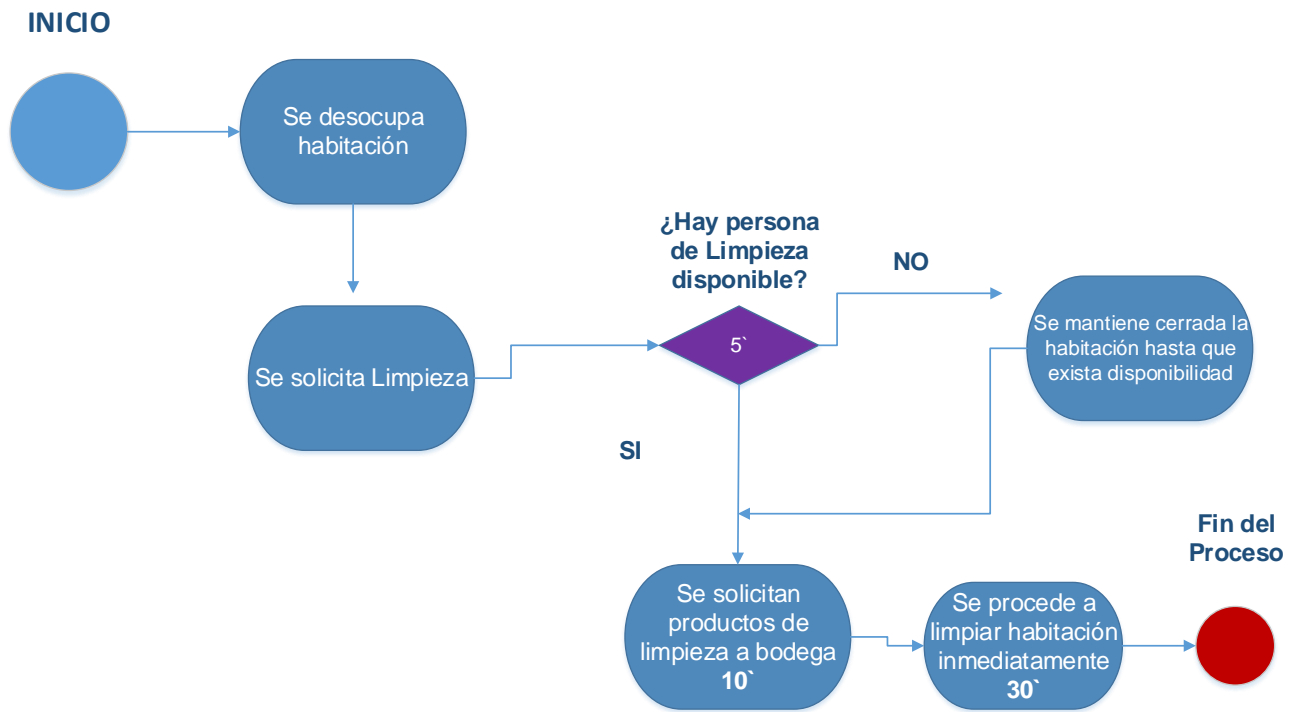 INICIO
Se desocupa
habitación
Se solicita Limpieza
¿Hay persona
de Limpieza
disponible?
5`
NO
Se mantiene cerrada la
habitación hasta que
exista disponibilidad
SI
Se solicitan
productos de
limpieza a bodega
10`
Se procede a
limpiar habitación
inmediatamente
30`
Fin del
Proceso